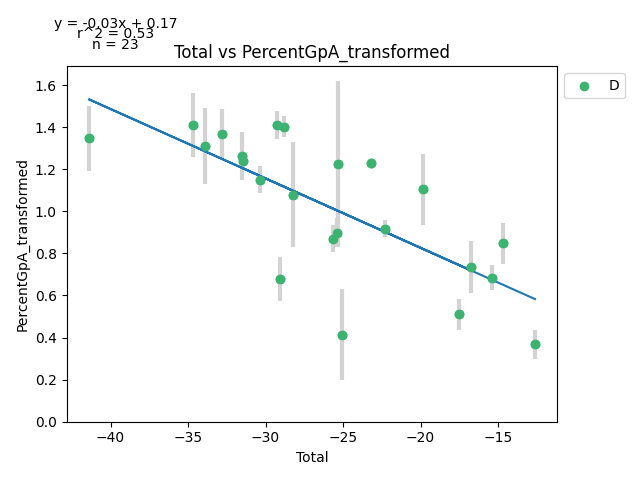 y = -0.03x + 0.17
r^2 = 0.53
n = 23
Total vs PercentGpA_transformed
D
PercentGpA_transformed
1.6
1.4
1.2
1.0
0.8
0.6
0.4
0.2
0.0
−40 −35 −30 −25 −20 −15
Total